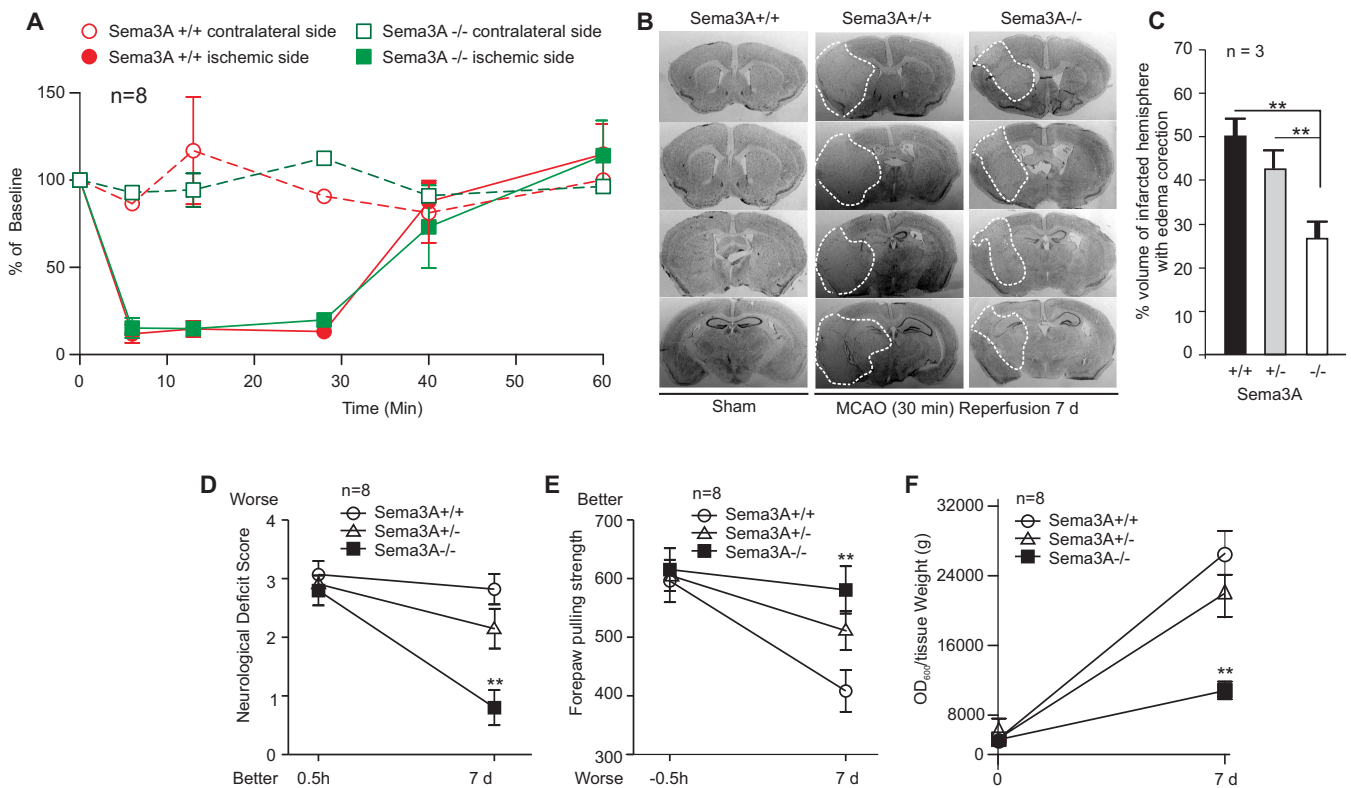 A
Sema3A +/+ contralateral side
Sema3A -/- contralateral side
Sema3A +/+ ischemic side
Sema3A -/- ischemic side
n=8
150
100
50
0
% of Baseline
0 10 20 30 40 50 60
Time (Min)
B
Sema3A+/+ Sema3A+/+ Sema3A-/-
Sham
MCAO (30 min) Reperfusion 7 d
C
n = 3
% volume of infarcted hemisphere
with edema corection
70
60
50
40
30
20
10
0
**
**
+/+ +/- -/-
Sema3A
D
Worse
n=8
Sema3A+/+
Sema3A+/-
Sema3A-/-
Neurological Deficit Score
4
3
2
1
0
**
Better 0.5h 7 d
E
Better
n=8
Sema3A+/+
Sema3A+/-
Sema3A-/-
Forepaw pulling strength
700
600
500
400
300
**
Worse -0.5h 7 d
F
n=8
Sema3A+/+
Sema3A+/-
Sema3A-/-
OD600/tissue Weight (g)
32000
24000
16000
8000
0
**
0 7 d